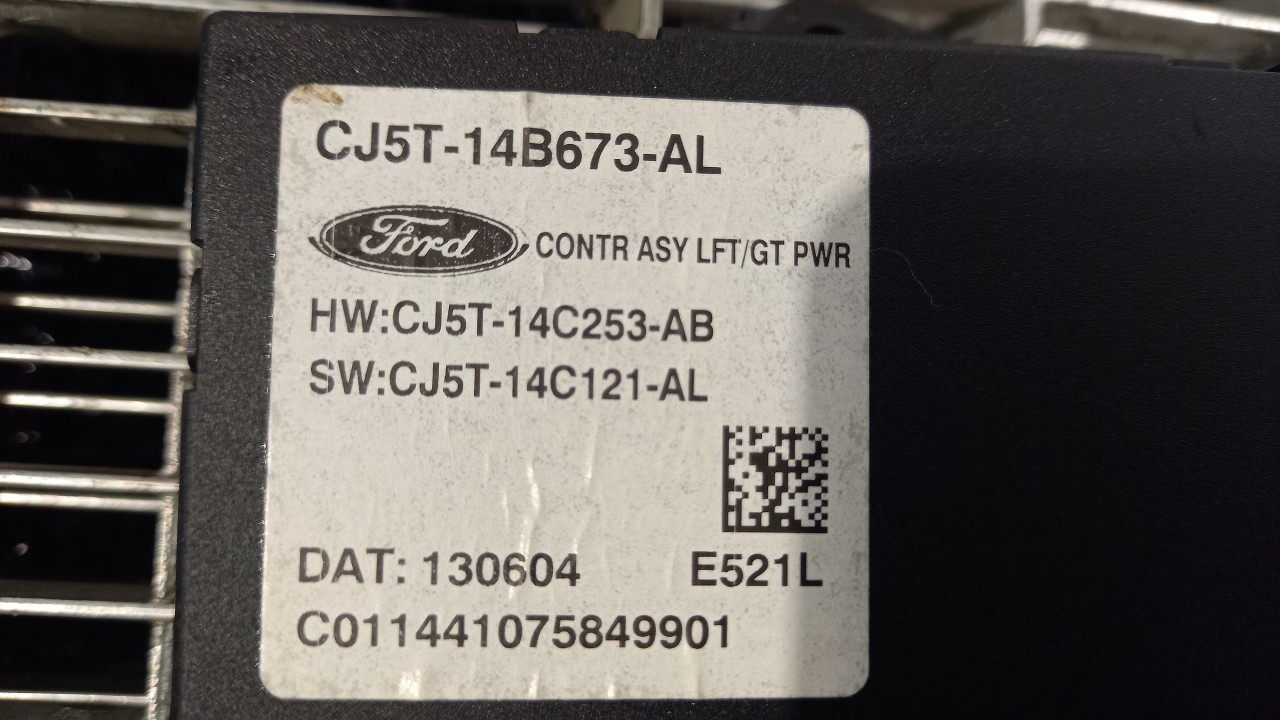 CJ5T-14B673-AL
Ford CONTR ASY LFT/GT PWR
HW:CJ5T-14C253-AB
SW:CJ5T-14C121-AL
DAT: 130604 E521L
C011441075849901